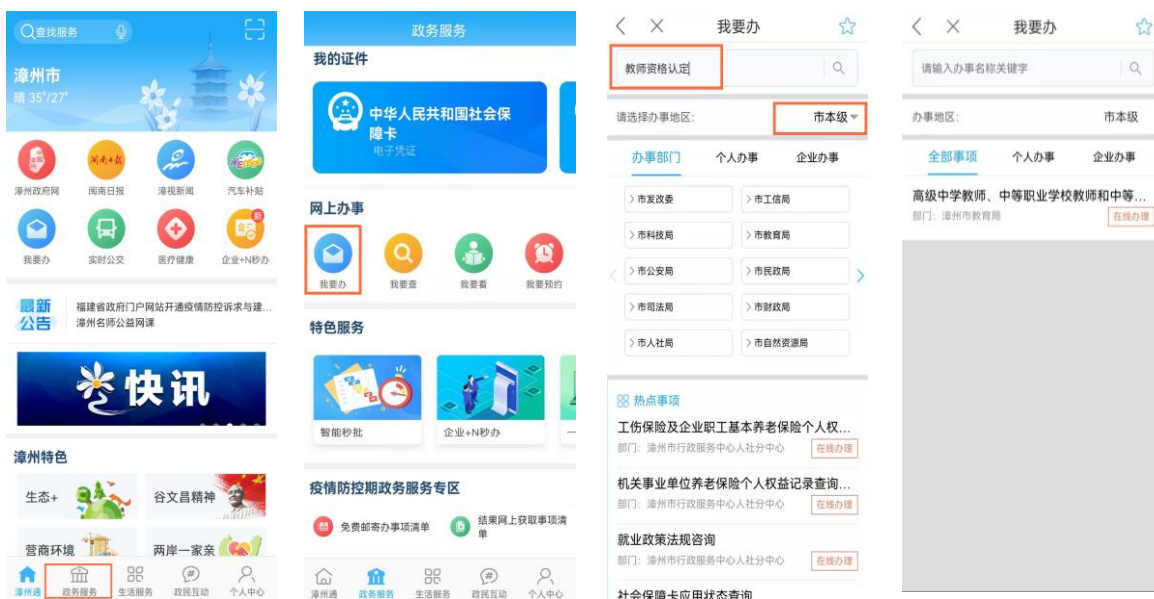 查找服务
漳州市
晴 35°/27°
漳州政府网
闽南日报
漳视新闻
汽车补贴
我要办
实时公交
医疗健康
企业+N秒办
新
最新
公告
福建省政府门户网站开通疫情防控诉求与建...
漳州名师公益网课
快讯
漳州特色
生态+
谷文昌精神
营商环境
两岸一家亲
漳州通
政务服务
生活服务
政民互动
个人中心
政务服务
我的证件
中华人民共和国社会保
障卡
电子凭证
网上办事
我要办
我要查
我要看
我要预约
特色服务
智能秒批
企业+N秒办
一
疫情防控期政务服务专区
免费邮寄办事项清单
结果网上获取事项清
单
漳州通
政务服务
生活服务
政民互动
个人中心
我要办
教师资格认定
请选择办事地区:
市本级
办事部门
个人办事
企业办事
市发改委
市工信局
市科技局
市教育局
市公安局
市民政局
市司法局
市财政局
市人社局
市自然资源局
热点事项
工伤保险及企业职工基本养老保险个人权...
部门: 漳州市行政服务中心人社分中心
在线办理
机关事业单位养老保险个人权益记录查询...
部门: 漳州市行政服务中心人社分中心
在线办理
就业政策法规咨询
部门: 漳州市行政服务中心人社分中心
在线办理
社会保障卡应用状态查询
我要办
请输入办事名称关键字
办事地区:
市本级
全部事项
个人办事
企业办事
高级中学教师、中等职业学校教师和中等...
部门: 漳州市教育局
在线办理